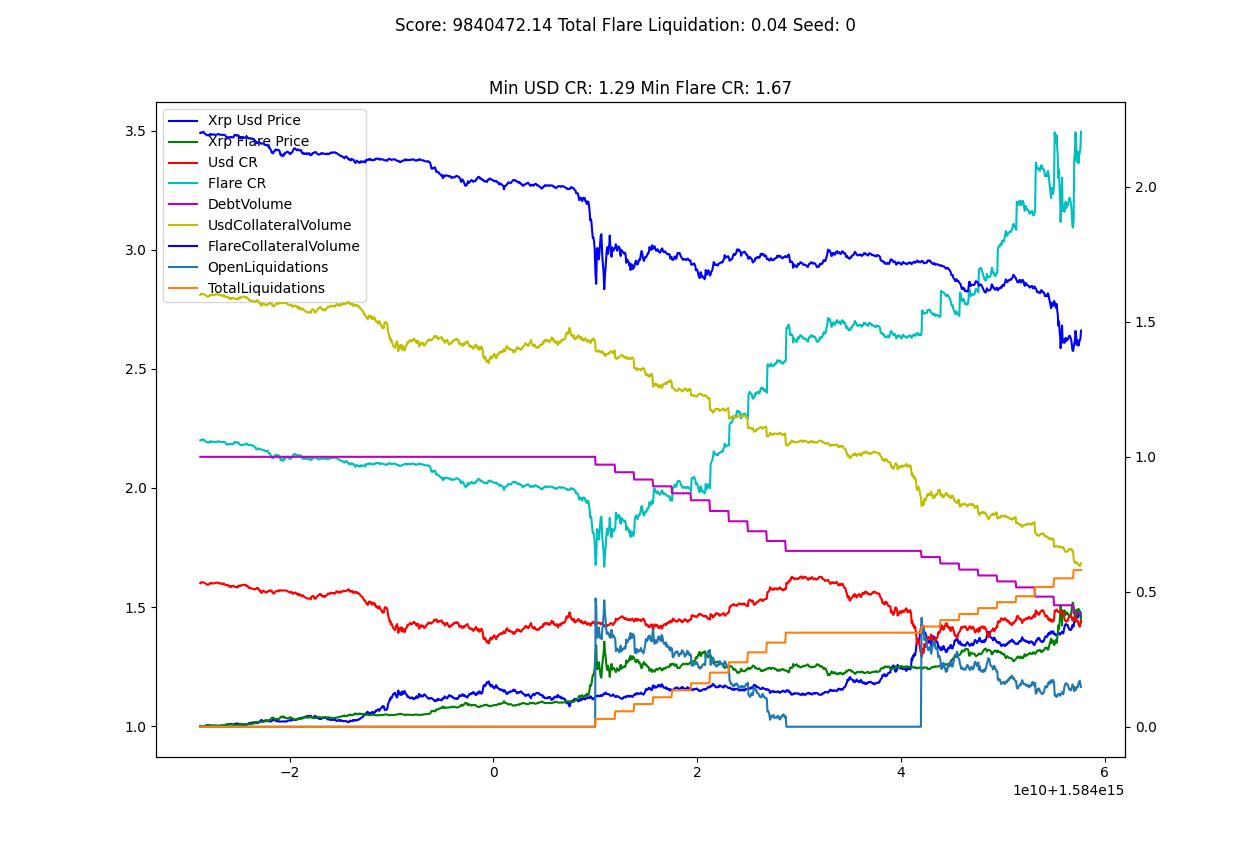 Score: 9840472.14 Total Flare Liquidation: 0.04 Seed: 0
Min USD CR: 1.29 Min Flare CR: 1.67
Xrp Usd Price
Xrp Flare Price
Usd CR
Flare CR
DebtVolume
UsdCollateralVolume
FlareCollateralVolume
OpenLiquidations
TotalLiquidations
3.5
3.0
2.5
2.0
1.5
1.0
2.0
1.5
1.0
0.5
0.0
−2 0 2 4 6
1e10+1.584e15